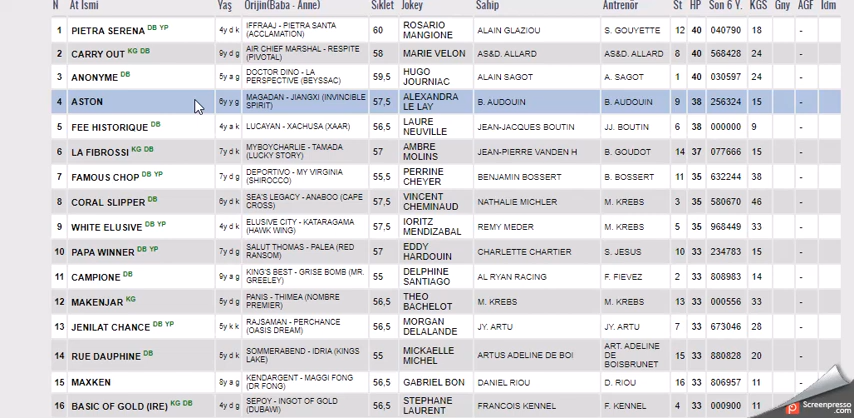 N At İsmi Yaş Orijin(Baba - Anne) Sıklet Jokey Sahip Antrenör St HP Son 6 Y. KGS Gny AGF Idm
1 PIETRA SERENA DB YP 4y d k IFFRAAJ - PIETRA SANTA (ACCLAMATION) 60 ROSARIO MANGIONE ALAIN GLAZIOU S. GOUYETTE 12 40 040790 18 -
2 CARRY OUT KG DB 9y d g AIR CHIEF MARSHAL - RESPITE (PIVOTAL) 58 MARIE VELON AS&D. ALLARD AS&D. ALLARD 8 40 568428 24 -
3 ANONYME DB 5y a g DOCTOR DINO - LA PERSPECTIVE (BEYSSAC) 59,5 HUGO JOURNIAC ALAIN SAGOT A. SAGOT 1 40 030597 24 -
4 ASTON 6y y g MAGADAN - JIANGXI (INVINCIBLE SPIRIT) 57,5 ALEXANDRA LE LAY B. AUDOUIN B. AUDOUIN 9 38 256324 15 -
5 FEE HISTORIQUE DB 4y a k LUCAYAN - XACHUSA (XAAR) 56,5 LAURE NEUVILLE JEAN-JACQUES BOUTIN JJ. BOUTIN 6 38 000000 9 -
6 LA FIBROSSI KG DB 7y d k MYBOYCHARLIE - TAMADA (LUCKY STORY) 57 AMBRE MOLINS JEAN-PIERRE VANDEN H B. GOUDOT 14 37 077666 15 -
7 FAMOUS CHOP DB YP 7y d g DEPORTIVO - MY VIRGINIA (SHIROCCO) 55,5 PERRINE CHEYER BENJAMIN BOSSERT B. BOSSERT 11 35 632244 38 -
8 CORAL SLIPPER DB 6y d k SEA'S LEGACY - ANABOO (CAPE CROSS) 57,5 VINCENT CHEMINAUD NATHALIE MICHLER M. KREBS 3 35 580670 46 -
9 WHITE ELUSIVE DB YP 4y d k ELUSIVE CITY - KATARAGAMA (HAWK WING) 57,5 IORITZ MENDIZABAL REMY MEDER M. KREBS 5 35 968449 33 -
10 PAPA WINNER DB YP 7y d g SALUT THOMAS - PALEA (RED RANSOM) 57 EDDY HARDOUIN CHARLETTE CHARTIER S. JESUS 10 33 234783 15 -
11 CAMPIONE DB 9y a g KING'S BEST - GRISE BOMB (MR. GREELEY) 55 DELPHINE SANTIAGO AL RYAN RACING F. FIEVEZ 2 33 808983 14 -
12 MAKENJAR KG 5y d g PANIS - THIMEA (NOMBRE PREMIER) 56,5 THEO BACHELOT M. KREBS M. KREBS 13 33 000556 33 -
13 JENILAT CHANCE DB YP 5y k k RAJSAMAN - PERCHANCE (OASIS DREAM) 56,5 MORGAN DELALANDE JY. ARTU JY. ARTU 7 33 673046 28 -
14 RUE DAUPHINE DB 5y d k SOMMERABEND - IDRIA (KINGS LAKE) 55 MICKAELLE MICHEL ARTUS ADELINE DE BOI ART. ADELINE DE BOISBRUNET 15 33 880828 20 -
15 MAXKEN 8y a g KENDARGENT - MAGGI FONG (DR FONG) 56,5 GABRIEL BON DANIEL RIOU D. RIOU 16 33 806957 11 -
16 BASIC OF GOLD (IRE) KG DB 4y d g SEPOY - INGOT OF GOLD (DUBAWI) 56,5 STEPHANE LAURENT FRANCOIS KENNEL F. KENNEL 4 33 000900 11 -
Screenpresso
.com